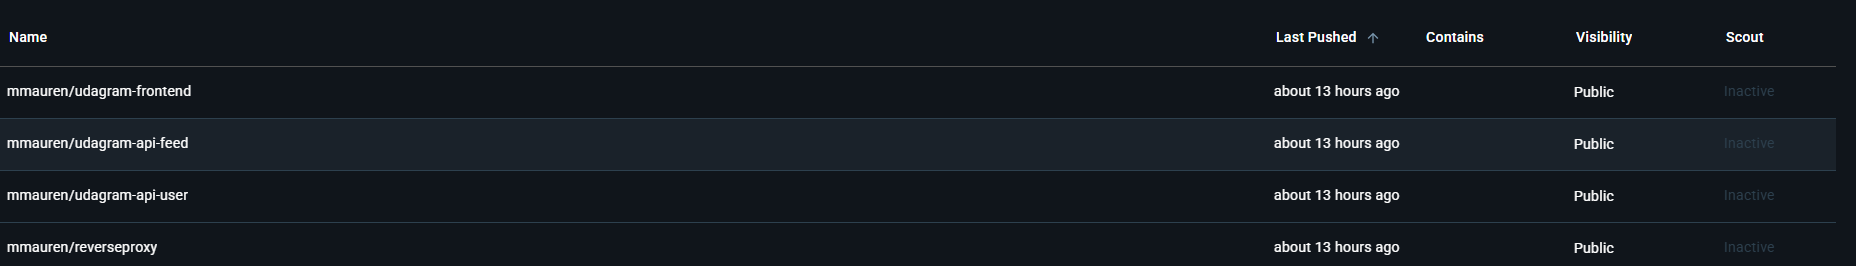 Name Last Pushed Contains Visibility Scout
mmauren/udagram-frontend about 13 hours ago Public Inactive
mmauren/udagram-api-feed about 13 hours ago Public Inactive
mmauren/udagram-api-user about 13 hours ago Public Inactive
mmauren/reverseproxy about 13 hours ago Public Inactive